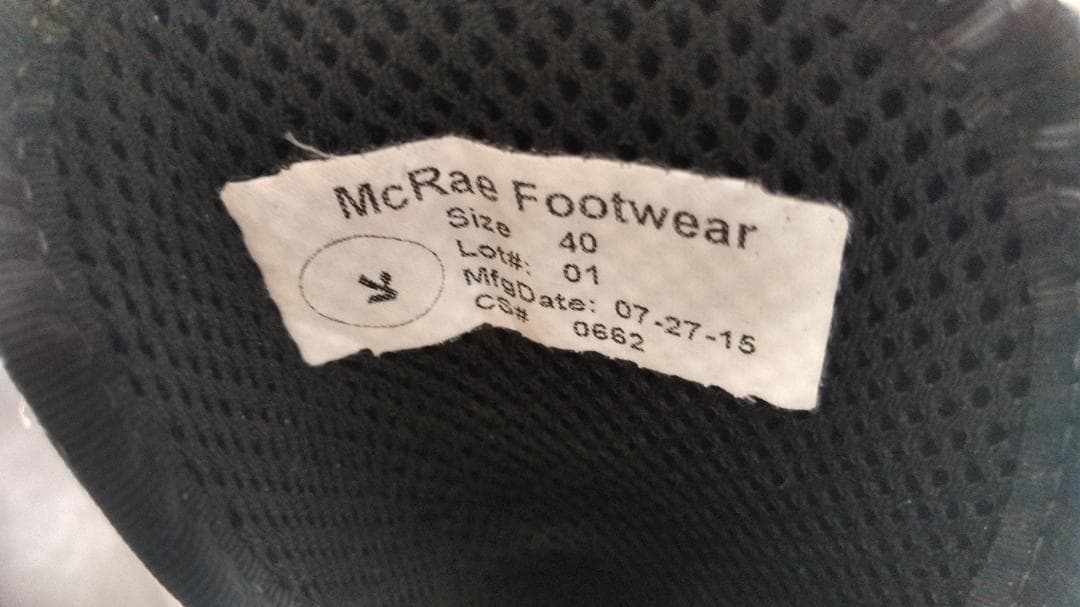 McRae Footwear
Size 40
Lot#: 01
MfgDate: 07-27-15
CS# 0662